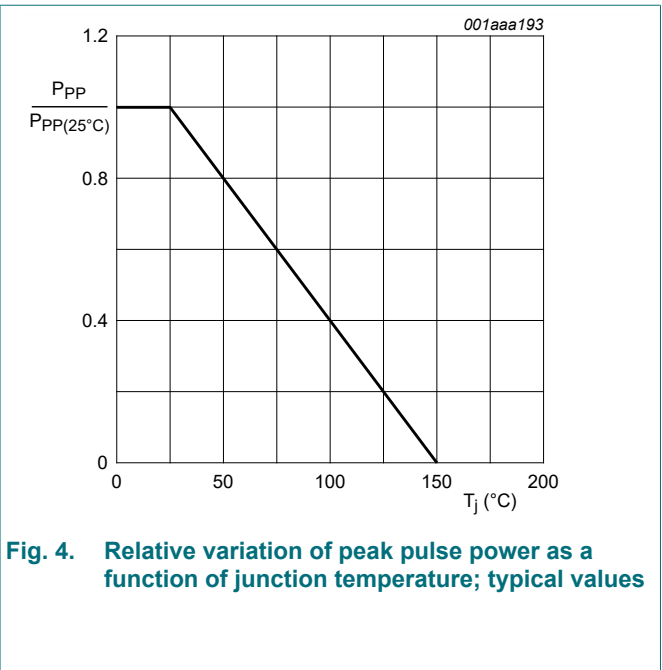 001aaa193
1.2
PPP
PPP(25°C)
0.8
0.4
0
0
50
100
150
200
Tj (°C)
Fig. 4. Relative variation of peak pulse power as a
function of junction temperature; typical values